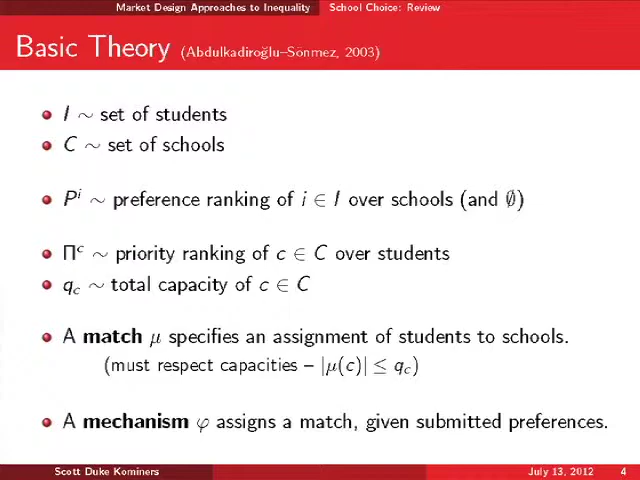 Market Design Approaches to Inequality School Choice: Review
Basic Theory (Abdulkadiroğlu–Sönmez, 2003)
I ∼ set of students
C ∼ set of schools
Pⁱ ∼ preference ranking of i ∈ I over schools (and ∅)
Πᶜ ∼ priority ranking of c ∈ C over students
q_c ∼ total capacity of c ∈ C
A match μ specifies an assignment of students to schools.
(must respect capacities – |μ(c)| ≤ q_c)
A mechanism φ assigns a match, given submitted preferences.
Scott Duke Kominers July 13, 2012 4